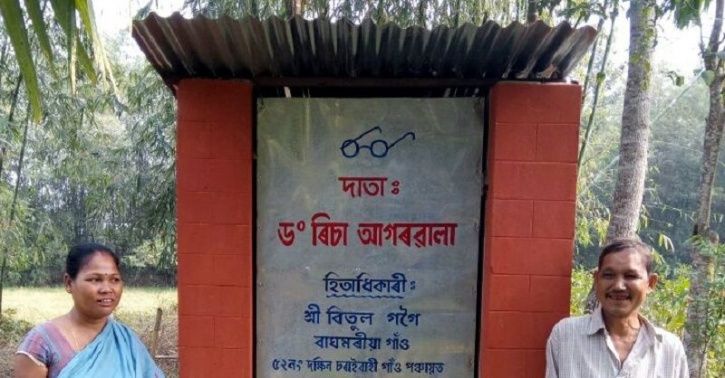 দাতা ঃ
ড° ৰিচা আগৰৱালা
হিতাধিকাৰী ঃ
শ্ৰী বিতুল গগৈ
বাঘমৰীয়া গাঁও
৫২নং দক্ষিন চৰাইবাহী গাঁও পঞ্চায়ত